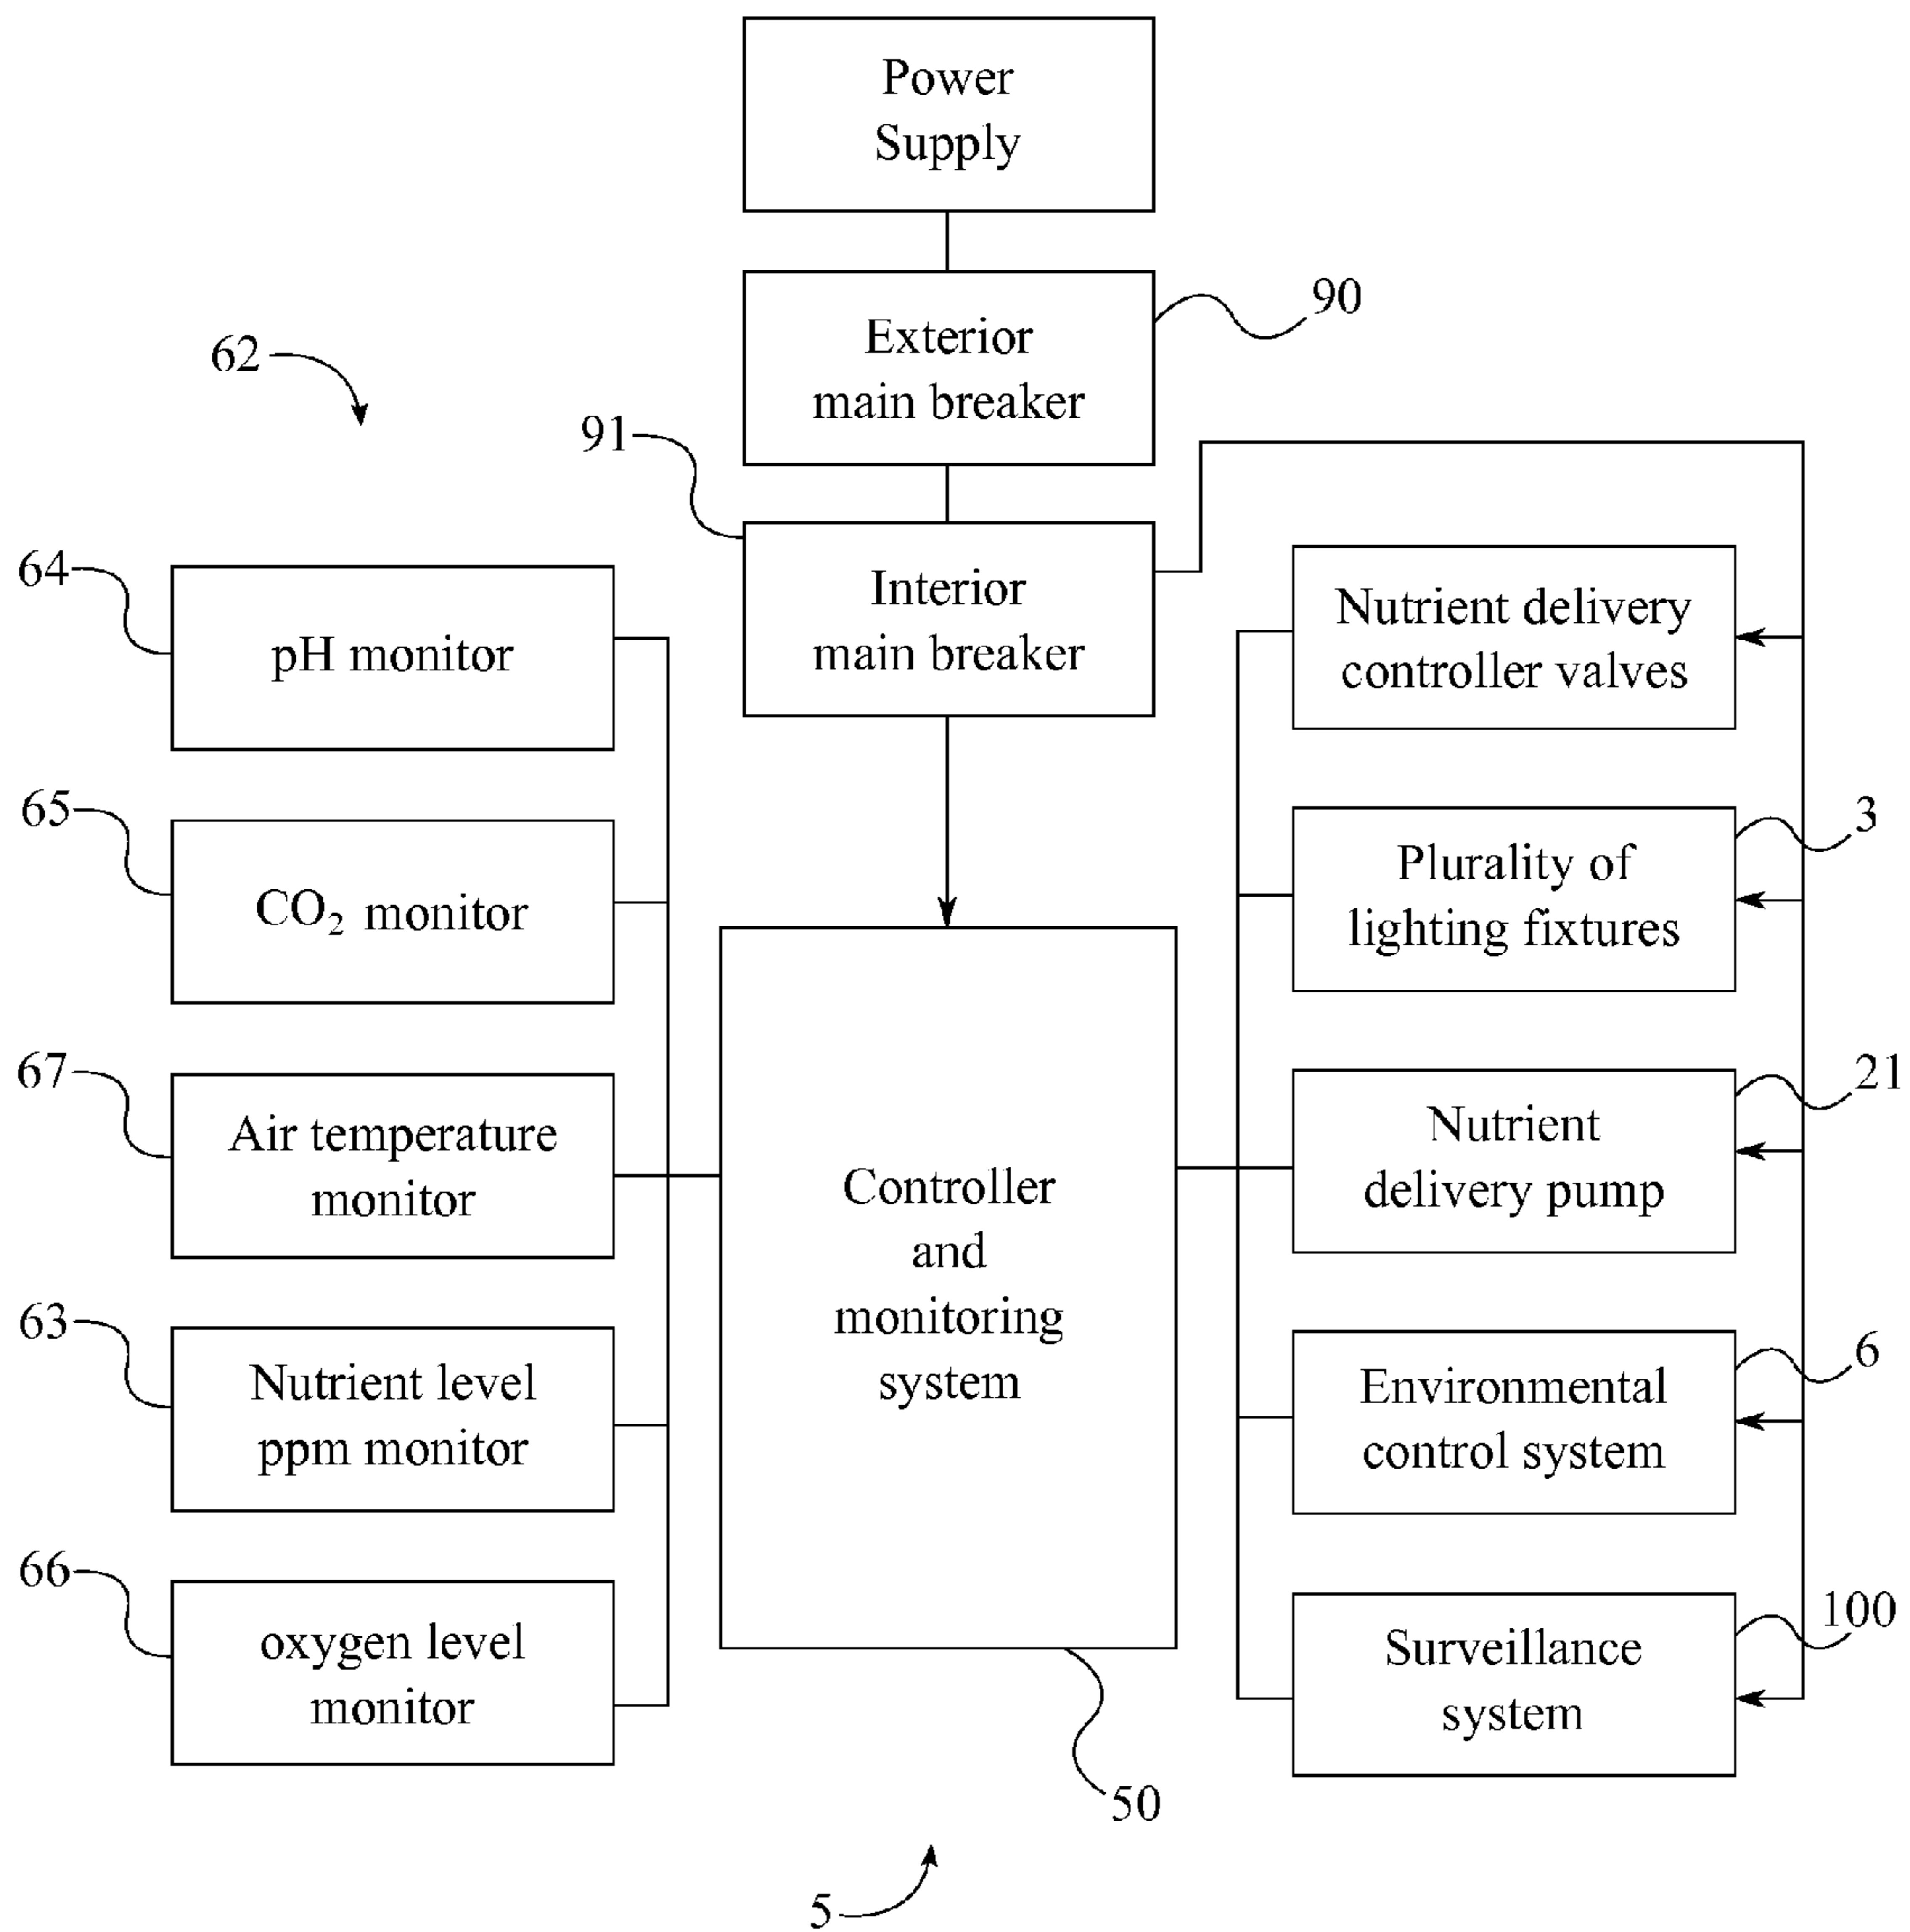 Power
Supply
90
Exterior
main breaker
62
91
Interior
main breaker
64
pH monitor
65
CO₂ monitor
67
Air temperature
monitor
63
Nutrient level
ppm monitor
66
oxygen level
monitor
Controller
and
monitoring
system
50
5
Nutrient delivery
controller valves
3
Plurality of
lighting fixtures
21
Nutrient
delivery pump
6
Environmental
control system
100
Surveillance
system